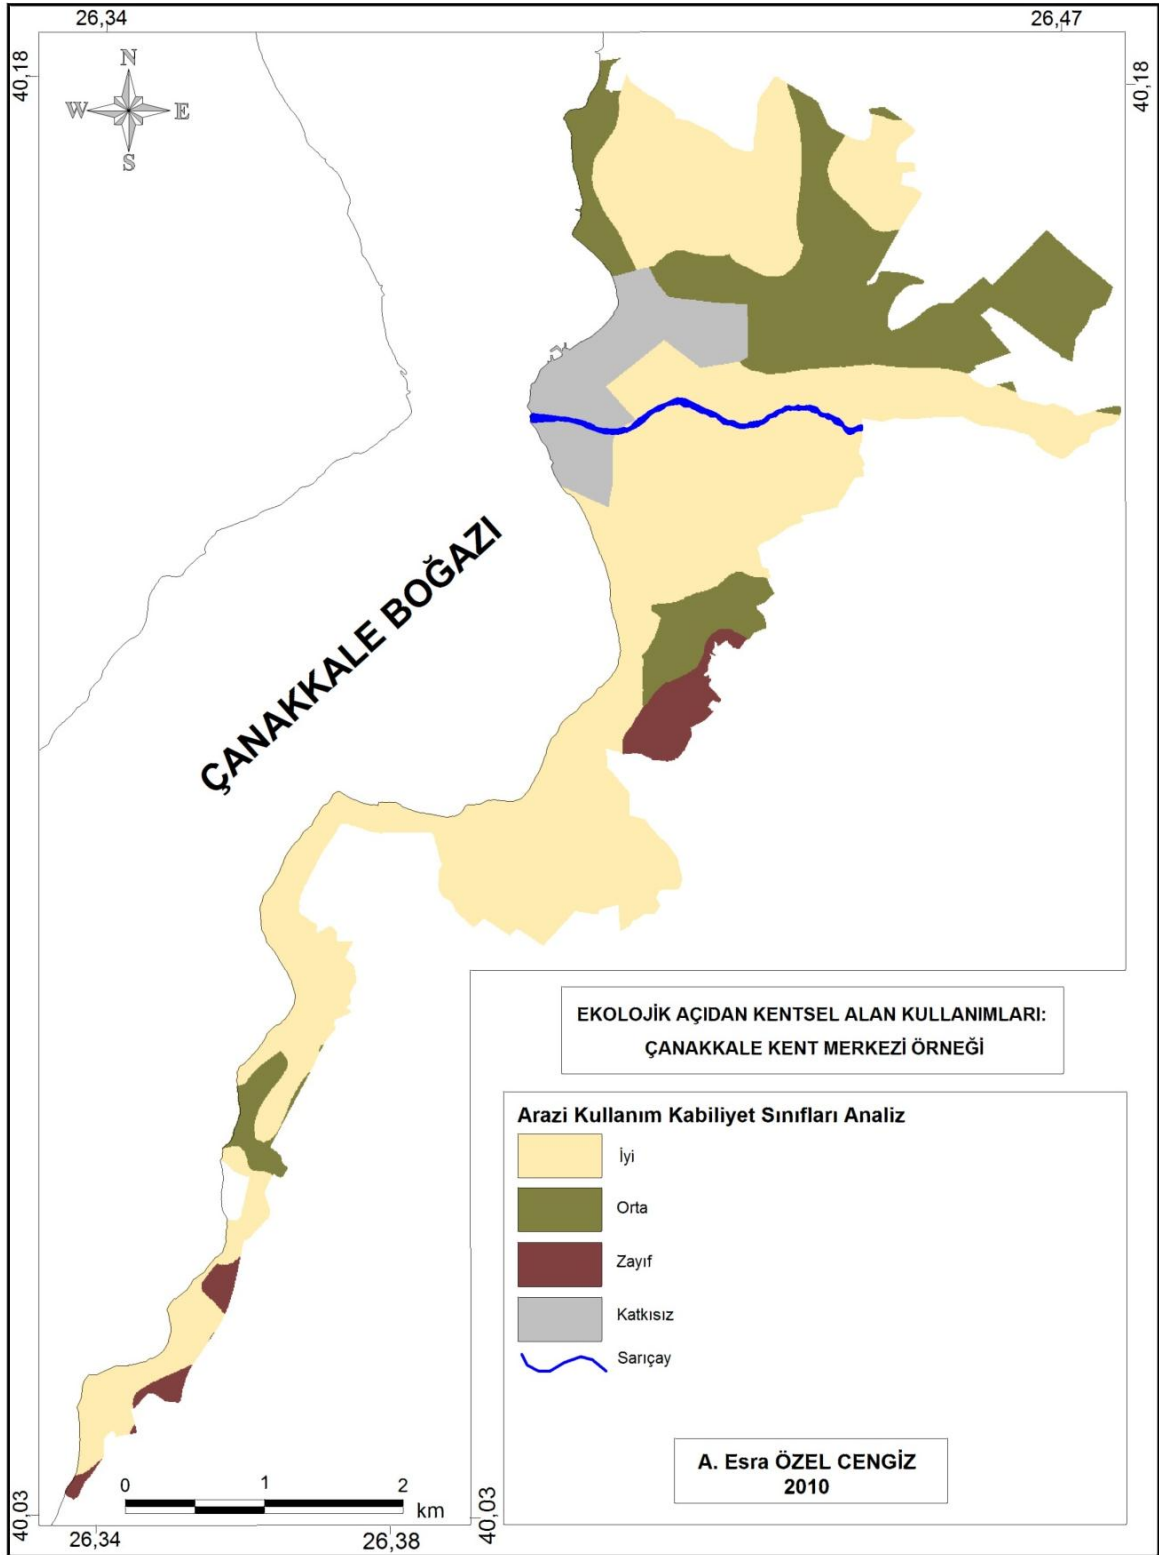 26,34
26,47
40,18
40,18
N
W
E
S
ÇANAKKALE BOĞAZI
EKOLOJİK AÇIDAN KENTSEL ALAN KULLANIMLARI:
ÇANAKKALE KENT MERKEZİ ÖRNEĞİ
Arazi Kullanım Kabiliyet Sınıfları Analiz
İyi
Orta
Zayıf
Katkısız
Sarıçay
A. Esra ÖZEL CENGİZ
2010
0
1
2
km
40,03
40,03
26,34
26,38